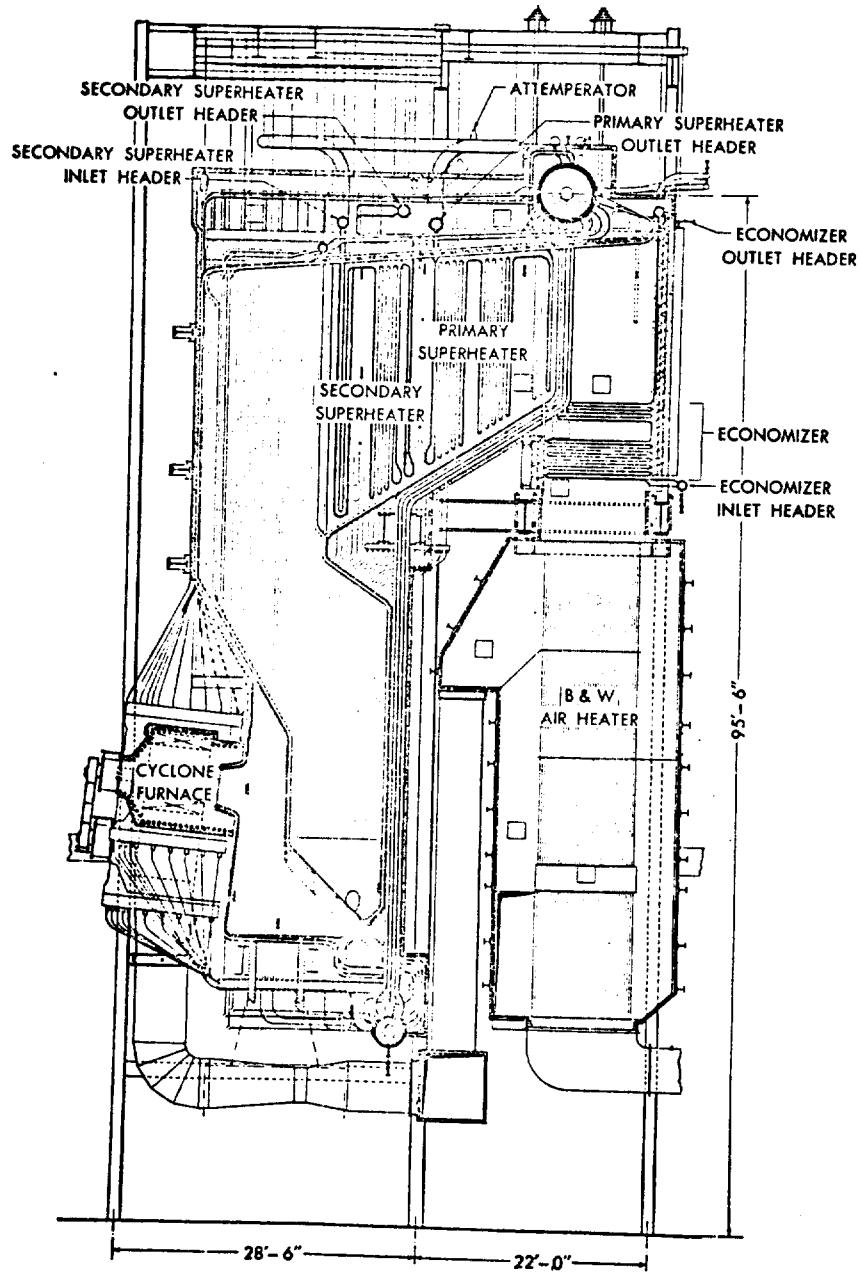 SECONDARY SUPERHEATER
OUTLET HEADER
ATTEMPERATOR
PRIMARY SUPERHEATER
OUTLET HEADER
SECONDARY SUPERHEATER
INLET HEADER
ECONOMIZER
OUTLET HEADER
PRIMARY
SUPERHEATER
SECONDARY
SUPERHEATER
ECONOMIZER
ECONOMIZER
INLET HEADER
B & W
AIR HEATER
95'-6"
CYCLONE
FURNACE
28'-6"
22'-0"